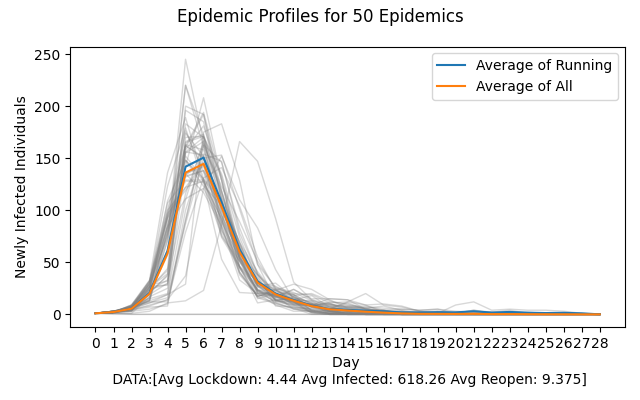 Epidemic Profiles for 50 Epidemics
250
200
150
100
50
0
Newly Infected Individuals
Average of Running
Average of All
0 1 2 3 4 5 6 7 8 9 10 11 12 13 14 15 16 17 18 19 20 21 22 23 24 25 26 27 28
Day
DATA:[Avg Lockdown: 4.44 Avg Infected: 618.26 Avg Reopen: 9.375]